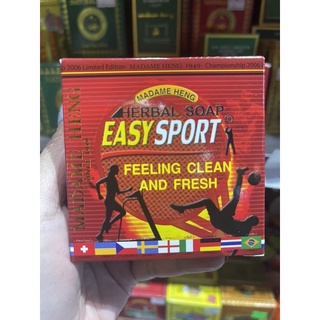 2006 Limited Edition MADAME HENG 1949 Championship 2006
MADAME HENG
HERBAL SOAP
EASY SPORT
FEELING CLEAN
AND FRESH
MADAME HENG